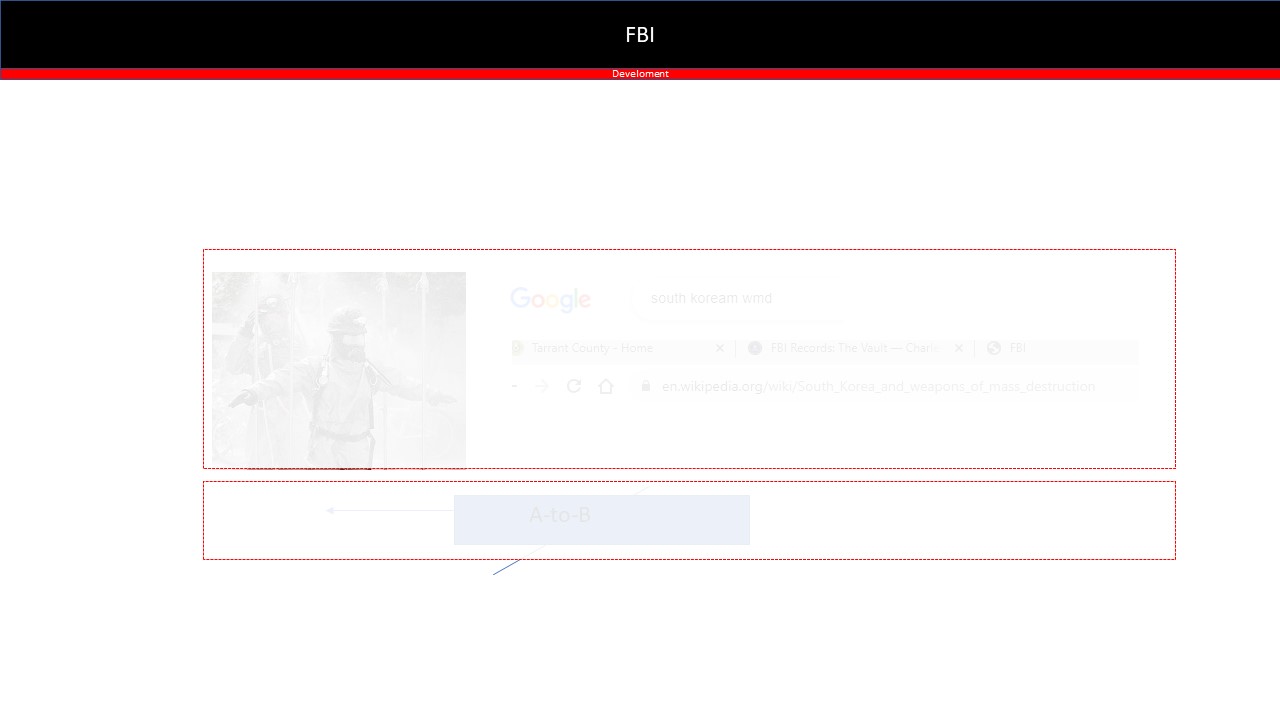 FBI
Develoment
Google
south koream wmd
Tarrant County - Home
FBI Records: The Vault — Charl
FBI
en.wikipedia.org/wiki/South_Korea_and_weapons_of_mass_destruction
A-to-B